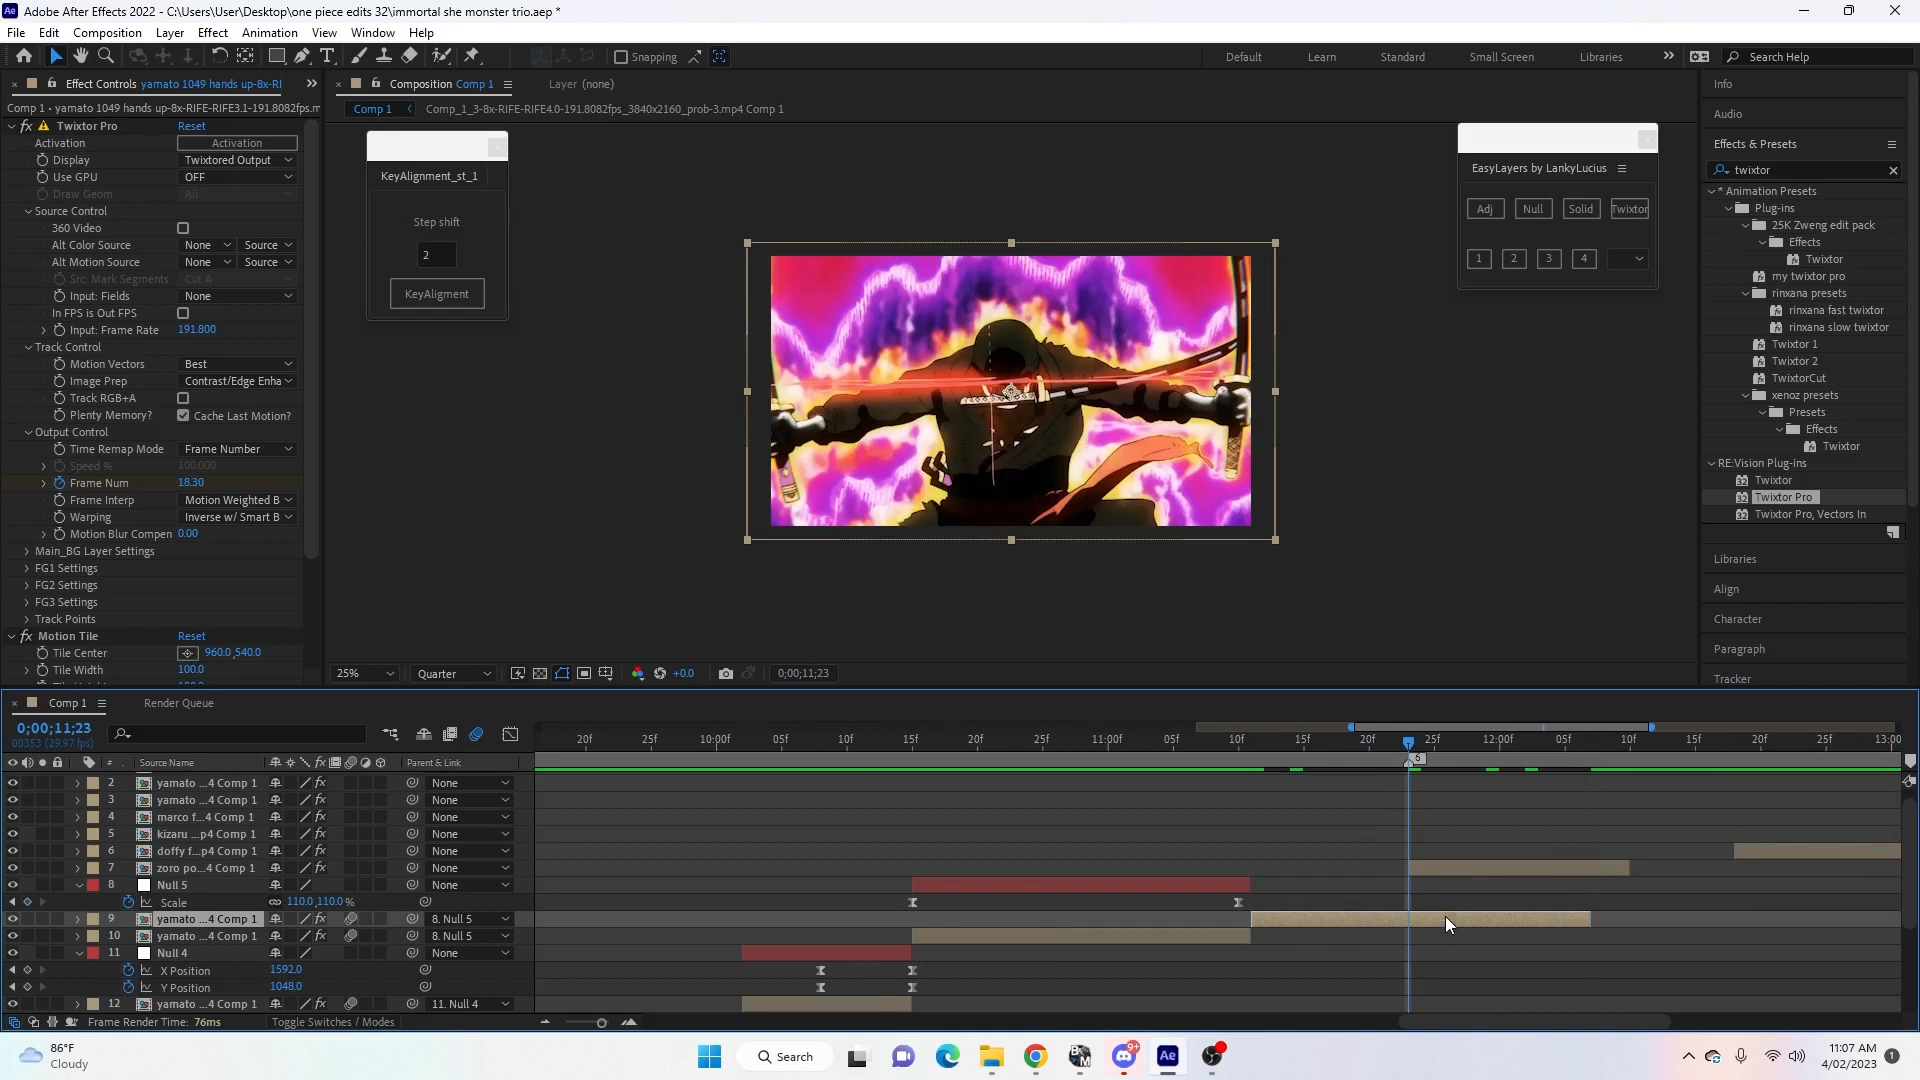 Adobe After Effects 2022 - C:\Users\User\Desktop\one piece edits 32\immortal she monster trio.aep *
File Edit Composition Layer Effect Animation View Window Help
Snapping
Default Learn Standard Small Screen Libraries Search Help
Effect Controls yamato 1049 hands up-8x-RI
Comp 1 • yamato 1049 hands up-8x-RIFE-RIFE3.1-191.8082fps.m
Twixtor Pro Reset
Activation Activation
Display Twixtored Output
Use GPU OFF
Draw Geom All
Source Control
360 Video
Alt Color Source None Source
Alt Motion Source None Source
Src: Mark Segments Cut A
Input: Fields None
In FPS is Out FPS
Input: Frame Rate 191.800
Track Control
Motion Vectors Best
Image Prep Contrast/Edge Enha
Track RGB+A
Plenty Memory? Cache Last Motion?
Output Control
Time Remap Mode Frame Number
Speed % 100.000
Frame Num 18.30
Frame Interp Motion Weighted B
Warping Inverse w/ Smart B
Motion Blur Compen 0.00
Main_BG Layer Settings
FG1 Settings
FG2 Settings
FG3 Settings
Track Points
Motion Tile Reset
Tile Center 960.0,540.0
Tile Width 100.0
Composition Comp 1 Layer (none)
Comp 1 Comp_1_3-8x-RIFE-RIFE4.0-191.8082fps_3840x2160_prob-3.mp4 Comp 1
KeyAlignment_st_1
Step shift
2
KeyAligment
EasyLayers by LankyLucius
Adj Null Solid Twixtor
1 2 3 4
25% Quarter +0.0 0;00;11;23
Info
Audio
Effects & Presets
twixtor
* Animation Presets
Plug-ins
25K Zweng edit pack
Effects
Twixtor
my twixtor pro
rinxana presets
rinxana fast twixtor
rinxana slow twixtor
Twixtor 1
Twixtor 2
TwixtorCut
xenoz presets
Presets
Effects
Twixtor
RE:Vision Plug-ins
Twixtor
Twixtor Pro
Twixtor Pro, Vectors In
Libraries
Align
Character
Paragraph
Tracker
Comp 1 Render Queue
0;00;11;23
00353 (29.97 fps)
20f 25f 10:00f 05f 10f 15f 20f 25f 11:00f 05f 10f 15f 20f 25f 12:00f 05f 10f 15f 20f 25f 13:00
6
# Source Name Parent & Link
2 yamato ...4 Comp 1 None
3 yamato ...4 Comp 1 None
4 marco f...4 Comp 1 None
5 kizaru ...p4 Comp 1 None
6 doffy f...p4 Comp 1 None
7 zoro po...4 Comp 1 None
8 Null 5 None
Scale 110.0,110.0%
9 yamato ...4 Comp 1 8. Null 5
10 yamato ...4 Comp 1 8. Null 5
11 Null 4 None
X Position 1592.0
Y Position 1048.0
12 yamato ...4 Comp 1 11. Null 4
Frame Render Time: 76ms Toggle Switches / Modes
86°F
Cloudy
Search
9+
11:07 AM
4/02/2023
1